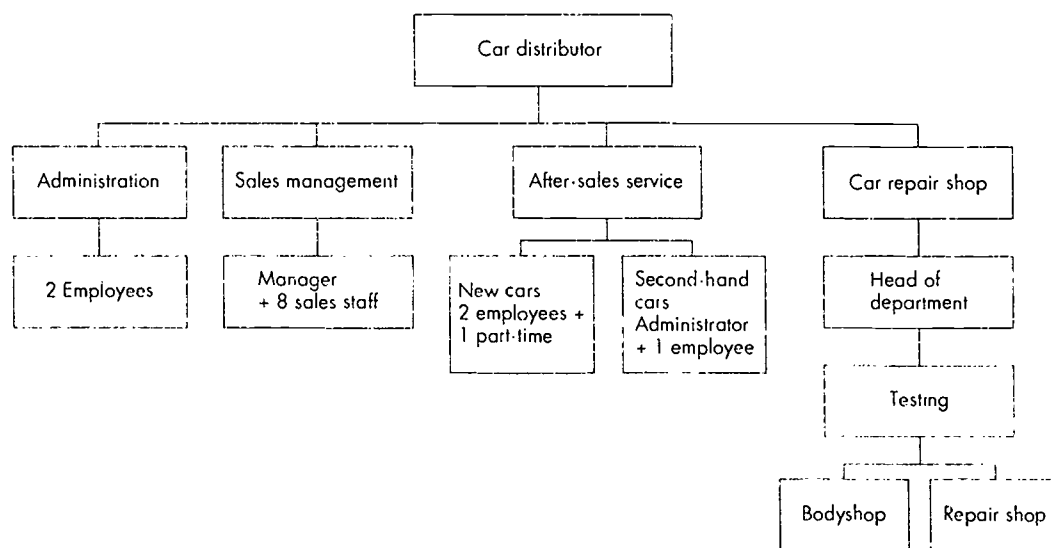 Car distributor
Administration
Sales management
After-sales service
Car repair shop
2 Employees
Manager
+ 8 sales staff
New cars
2 employees +
1 part-time
Second-hand
cars
Administrator
+ 1 employee
Head of
department
Testing
Bodyshop
Repair shop